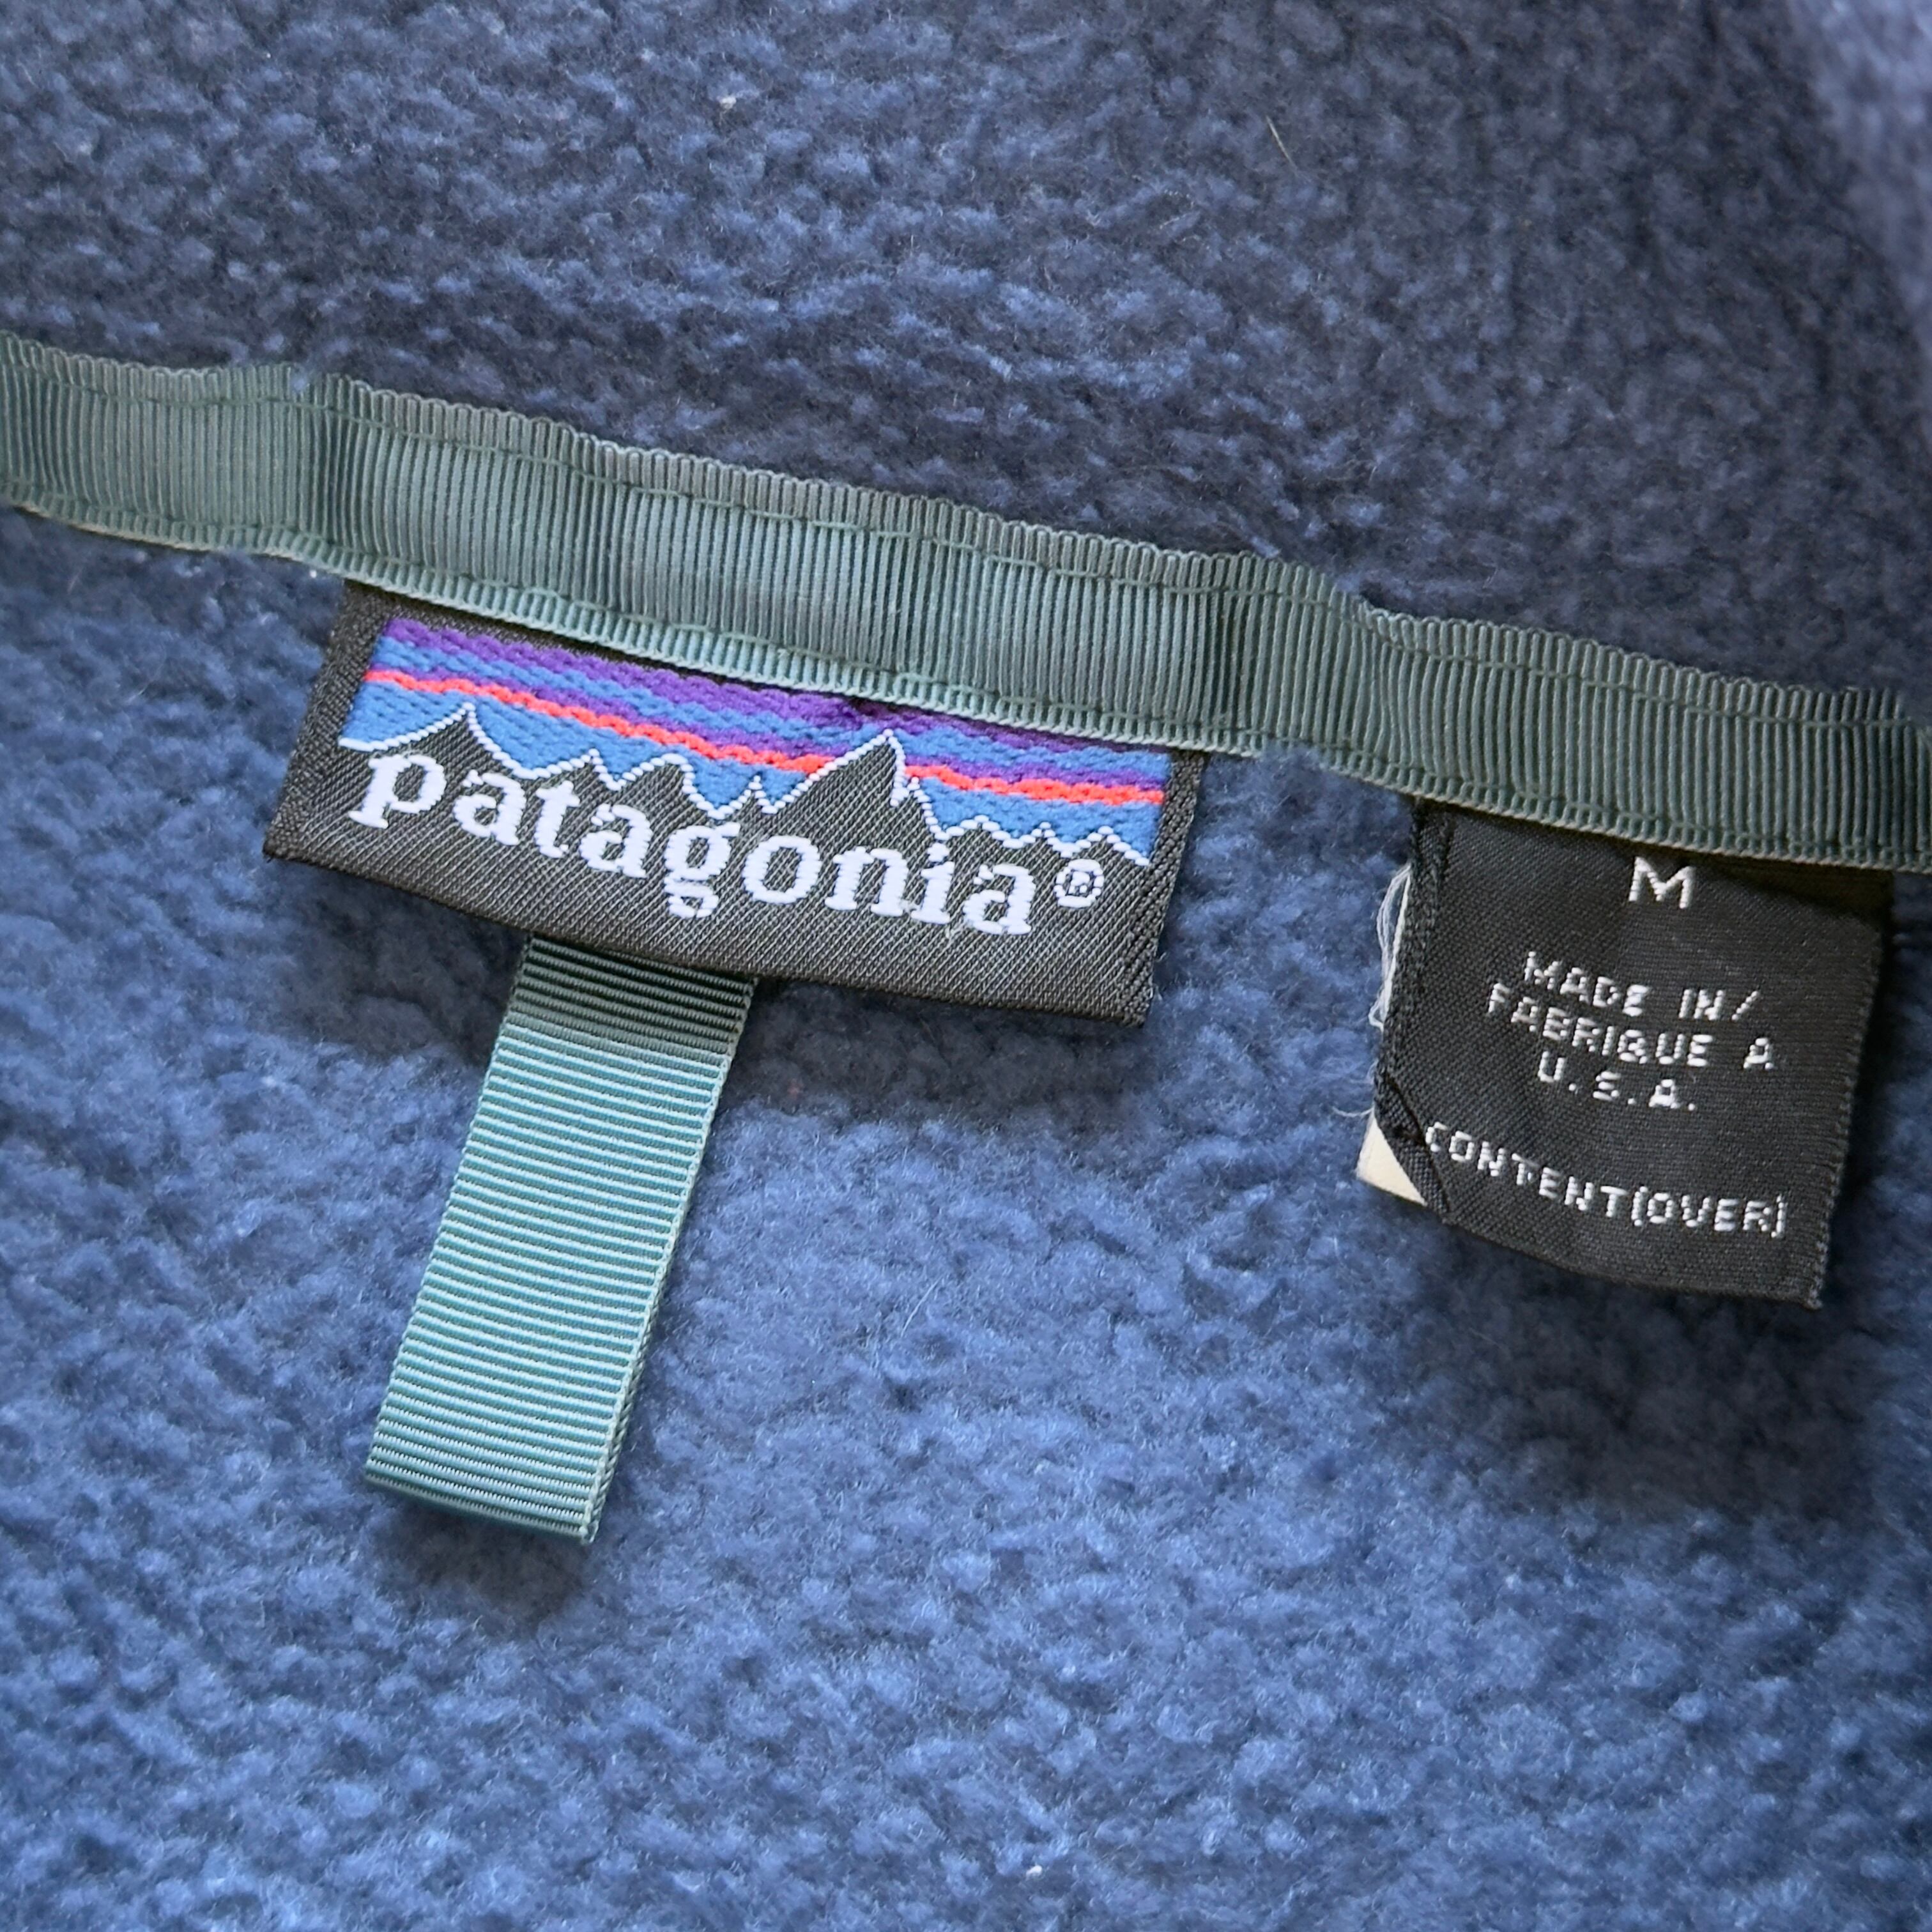 patagonia®
M
MADE IN/
FABRIQUE A
U.S.A.
CONTENT(OVER)